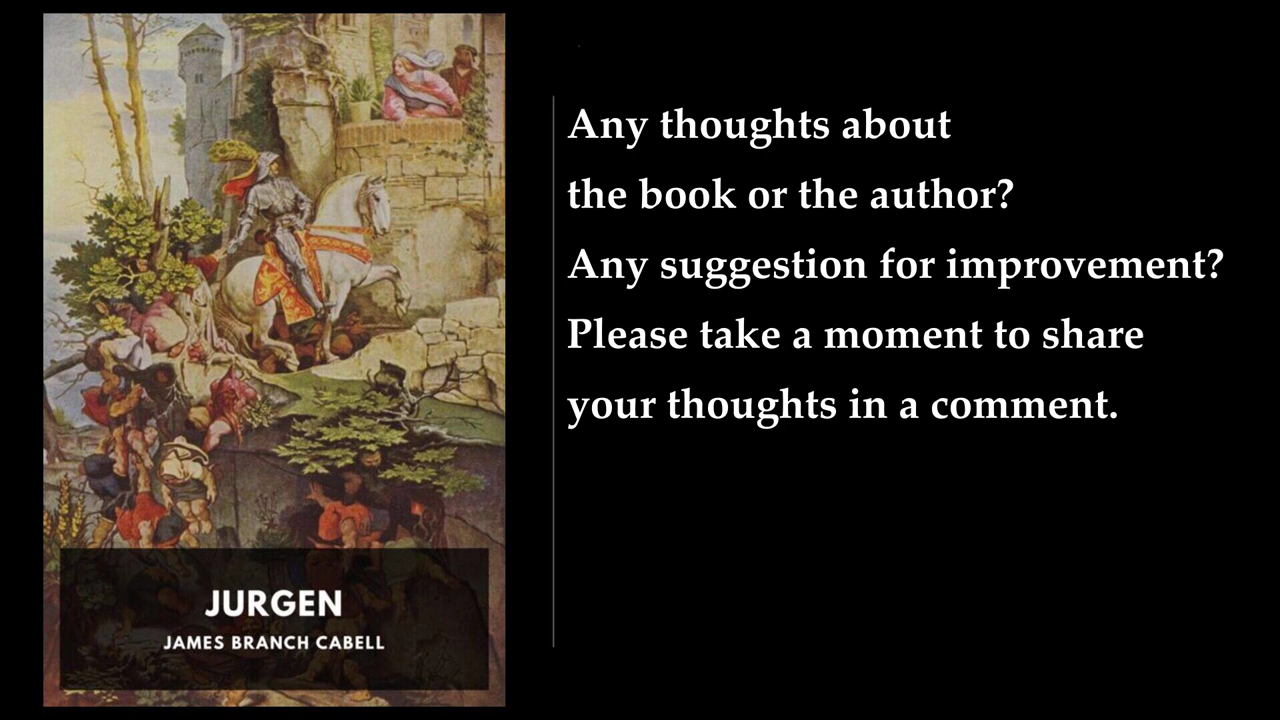 JURGEN
JAMES BRANCH CABELL
Any thoughts about
the book or the author?
Any suggestion for improvement?
Please take a moment to share
your thoughts in a comment.